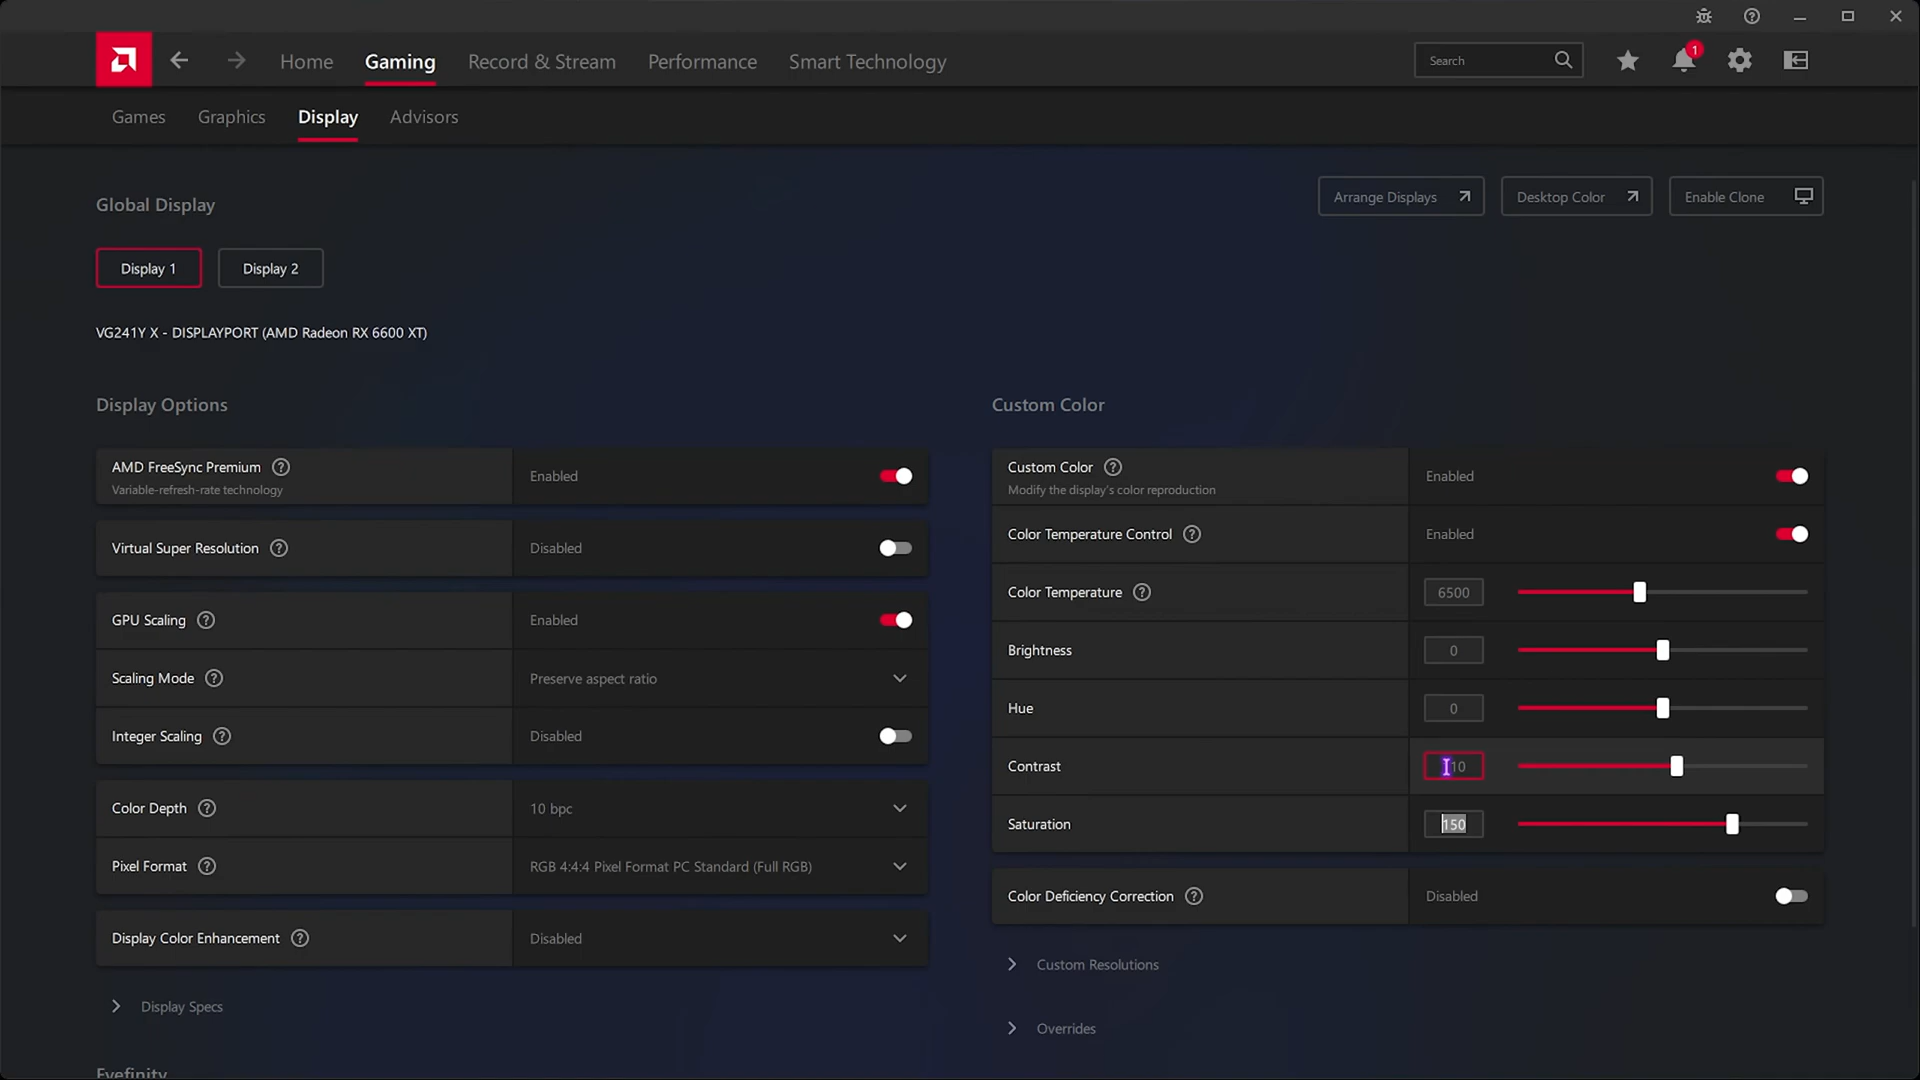 Home
Gaming
Record & Stream
Performance
Smart Technology
Search
1
Games
Graphics
Display
Advisors
Global Display
Arrange Displays
Desktop Color
Enable Clone
Display 1
Display 2
VG241Y X - DISPLAYPORT (AMD Radeon RX 6600 XT)
Display Options
AMD FreeSync Premium
Variable-refresh-rate technology
Enabled
Virtual Super Resolution
Disabled
GPU Scaling
Enabled
Scaling Mode
Preserve aspect ratio
Integer Scaling
Disabled
Color Depth
10 bpc
Pixel Format
RGB 4:4:4 Pixel Format PC Standard (Full RGB)
Display Color Enhancement
Disabled
Display Specs
Eyefinity
Custom Color
Custom Color
Modify the display's color reproduction
Enabled
Color Temperature Control
Enabled
Color Temperature
6500
Brightness
0
Hue
0
Contrast
Saturation
150
Color Deficiency Correction
Disabled
Custom Resolutions
Overrides